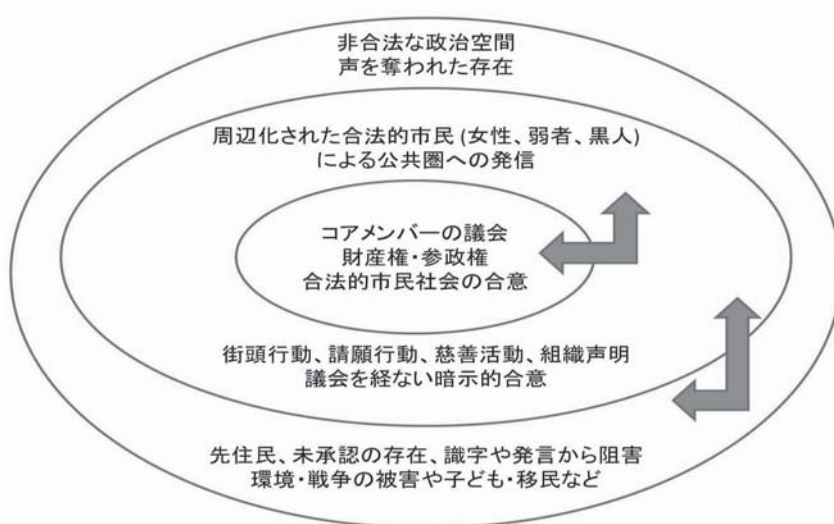 非合法な政治空間
声を奪われた存在
周辺化された合法的市民(女性、弱者、黒人)
による公共圏への発信
コアメンバーの議会
財産権・参政権
合法的市民社会の合意
街頭行動、請願行動、慈善活動、組織声明
議会を経ない暗示的合意
先住民、未承認の存在、識字や発言から阻害
環境・戦争の被害や子ども・移民など